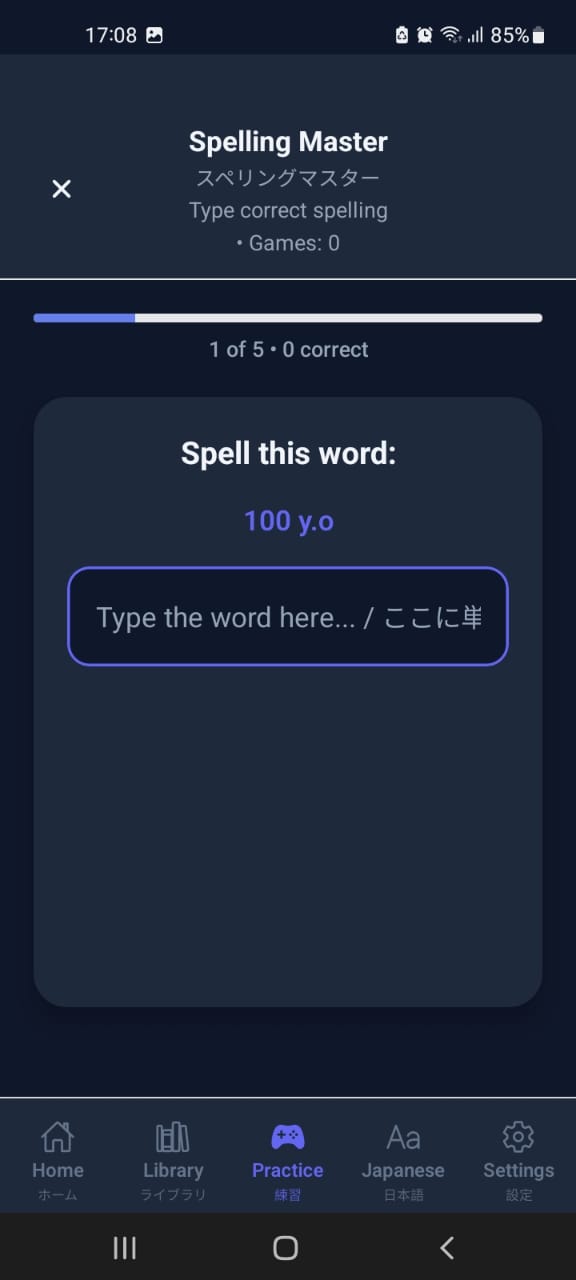 17:08
85%
Spelling Master
スペリングマスター
Type correct spelling
• Games: 0
1 of 5 • 0 correct
Spell this word:
100 y.o
Type the word here... / ここに単
Home
Library
Practice
Japanese
Settings
ホーム
ライブラリ
練習
日本語
設定